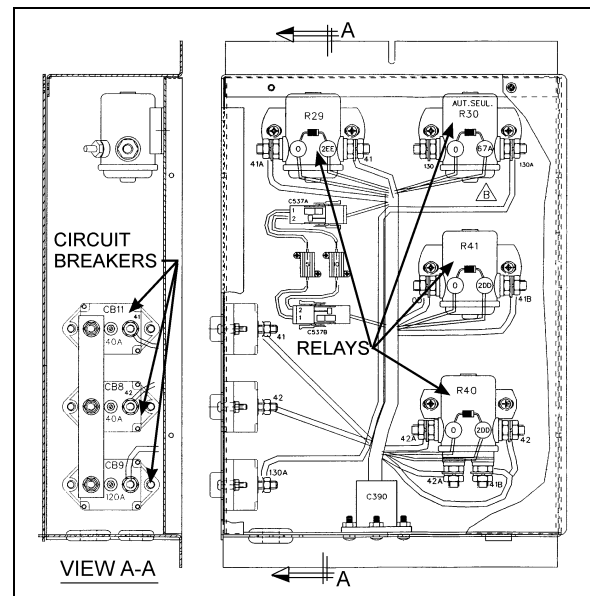 A
R29
AUT.SEUL.
R30
0
2EE
0
67A
41A
41
130
130A
B
C537A
1
2
CIRCUIT
BREAKERS
R41
CB11
41
40A
0
2DD
41B
2
1
C537B
41
RELAYS
R40
CB8
42
40A
42
0
2DD
42A
42
CB9
120A
130A
42A
41B
C390
VIEW A-A
A